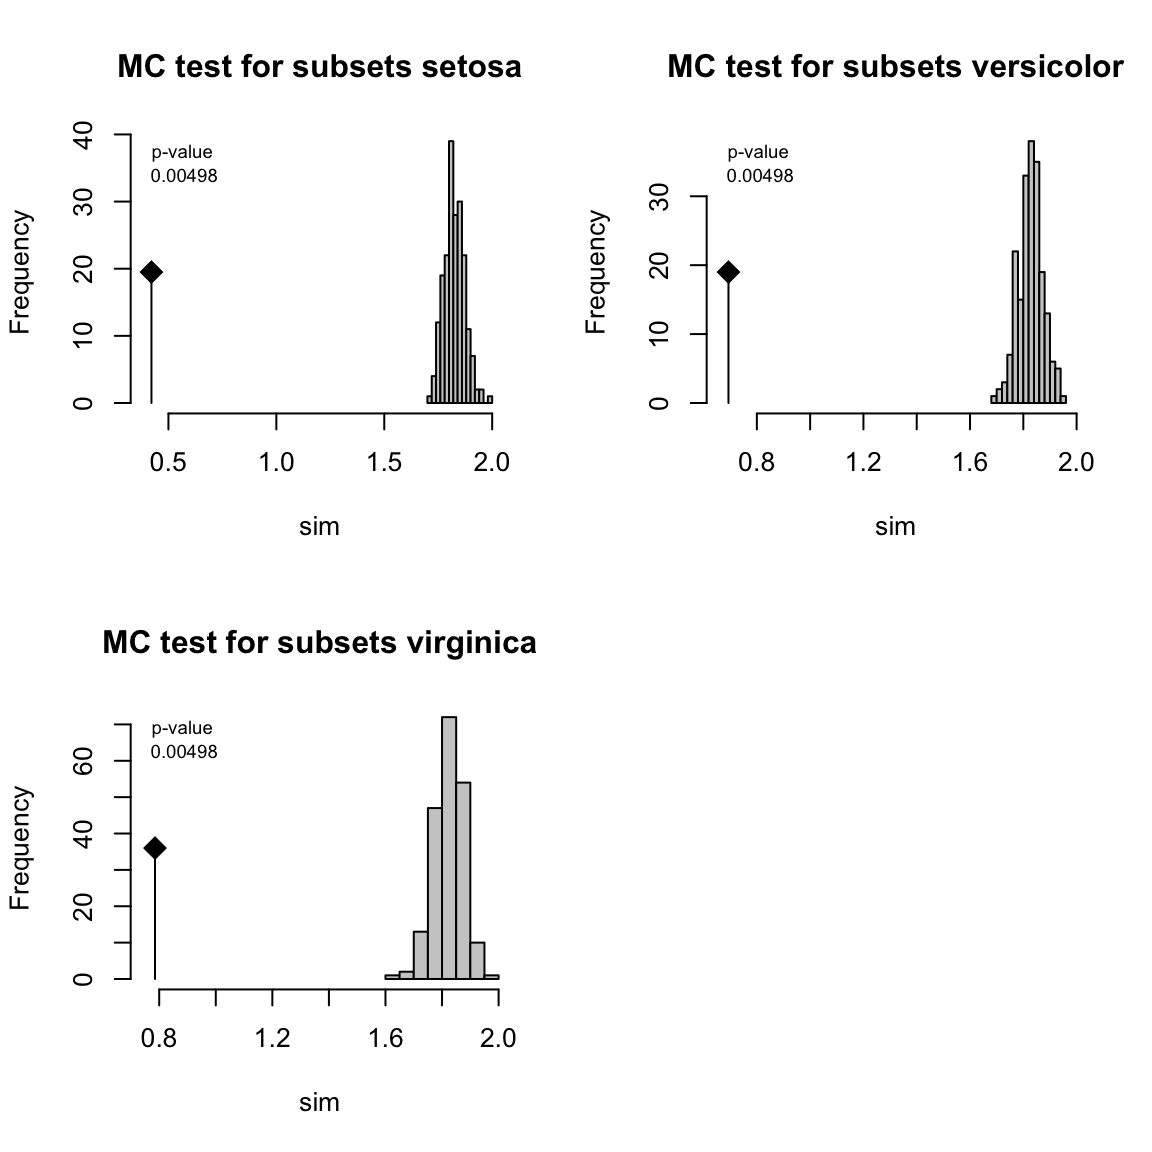 MC test for subsets setosa
Frequency
0 10 20 30 40
p-value
0.00498
0.5 1.0 1.5 2.0
sim
MC test for subsets versicolor
Frequency
0 10 20 30
p-value
0.00498
0.8 1.2 1.6 2.0
sim
MC test for subsets virginica
Frequency
0 20 40 60
p-value
0.00498
0.8 1.2 1.6 2.0
sim